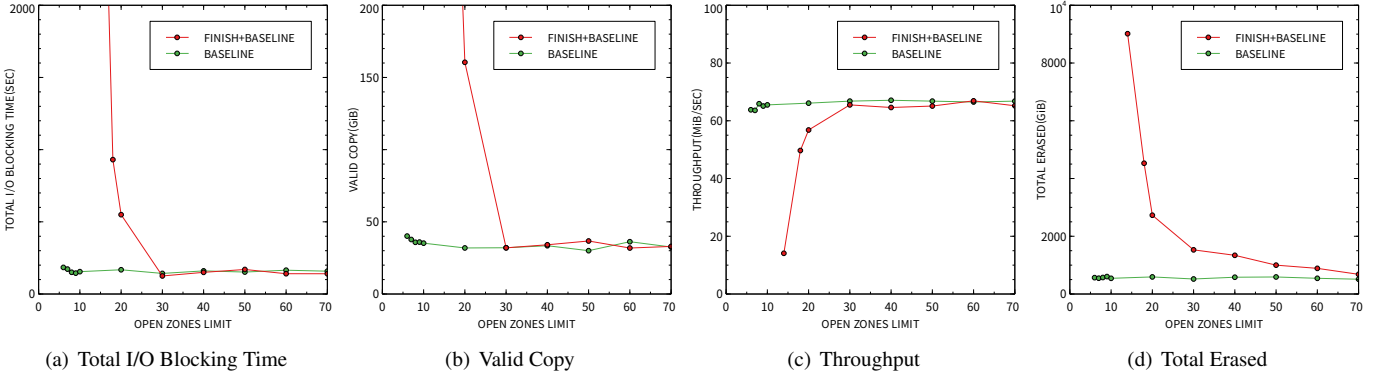 2000
0
TOTAL I/O BLOCKING TIME(SEC)
FINISH+BASELINE
BASELINE
0 10 20 30 40 50 60 70
OPEN ZONES LIMIT
(a) Total I/O Blocking Time
200
150
50
0
VALID COPY(GIB)
FINISH+BASELINE
BASELINE
0 10 20 30 40 50 60 70
OPEN ZONES LIMIT
(b) Valid Copy
100
80
60
40
20
0
THROUGHPUT(MiB/SEC)
FINISH+BASELINE
BASELINE
0 10 20 30 40 50 60 70
OPEN ZONES LIMIT
(c) Throughput
10⁴
8000
2000
0
TOTAL ERASED(GiB)
FINISH+BASELINE
BASELINE
0 10 20 30 40 50 60 70
OPEN ZONES LIMIT
(d) Total Erased